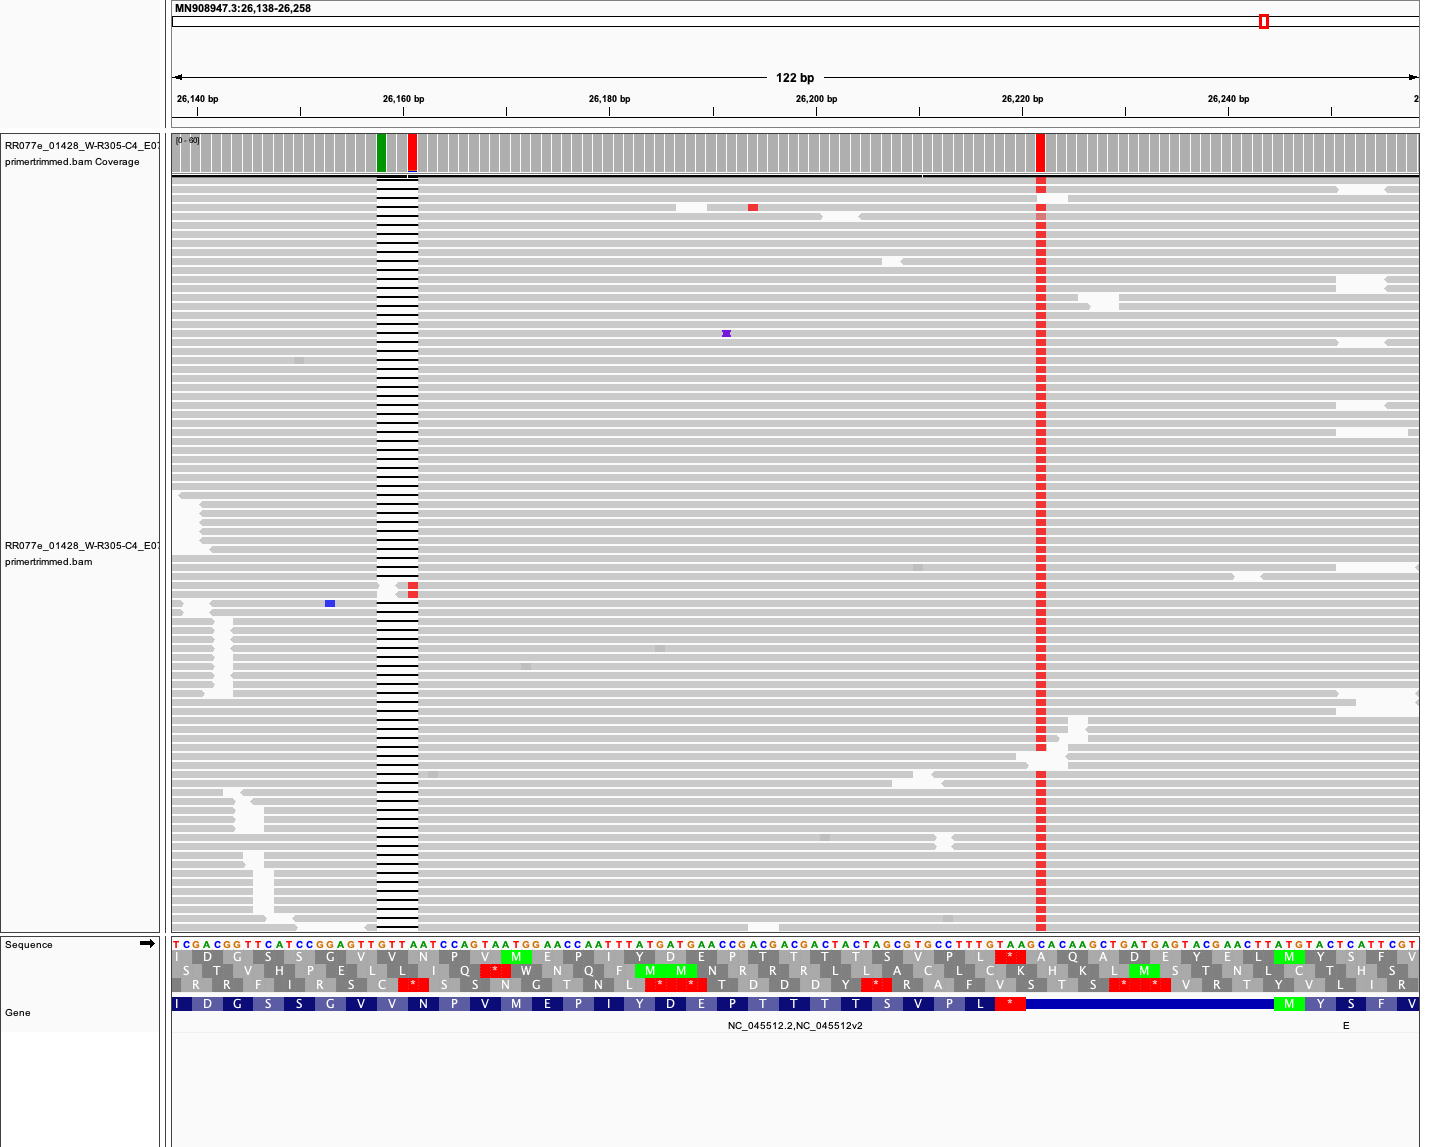 MN908947.3:26,138-26,258
122 bp
26,140 bp 26,160 bp 26,180 bp 26,200 bp 26,220 bp 26,240 bp 2
RR077e_01428_W-R305-C4_E07
primertrimmed.bam Coverage
[0 - 60]
RR077e_01428_W-R305-C4_E07
primertrimmed.bam
Sequence
TCGACGGTTCATCCGGAGTTGTTAATCCAGTAATGGAACCAATTTATGATGAACCGACGACGACTACTAGCGTGCCTTTGTAAGCACAAGCTGATGAGTACGAACTTATGTACTCATTCGT
I D G S S G V V N P V M E P I Y D E P T T T T S V P L * A Q A D E Y E L M Y S F V
S T V H P E L L I Q * W N Q F M M N R R R L L A C L C K H K L M S T N L C T H S
R R F I R S C * S S N G T N L * * T D D D Y * R A F V S T S * * V R T Y V L I R
Gene
I D G S S G V V N P V M E P I Y D E P T T T T S V P L * M Y S F V
NC_045512.2,NC_045512v2 E